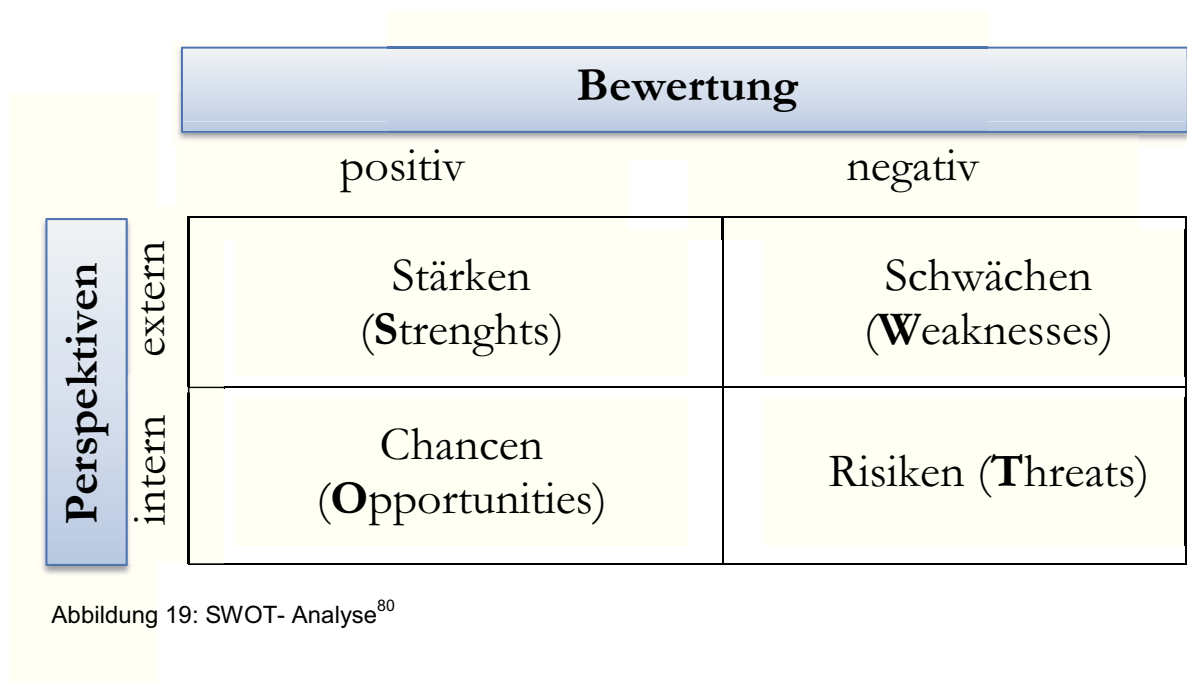 Bewertung
positiv negativ
Perspektiven
extern
Stärken
(Strenghts)
Schwächen
(Weaknesses)
intern
Chancen
(Opportunities)
Risiken (Threats)
Abbildung 19: SWOT- Analyse80